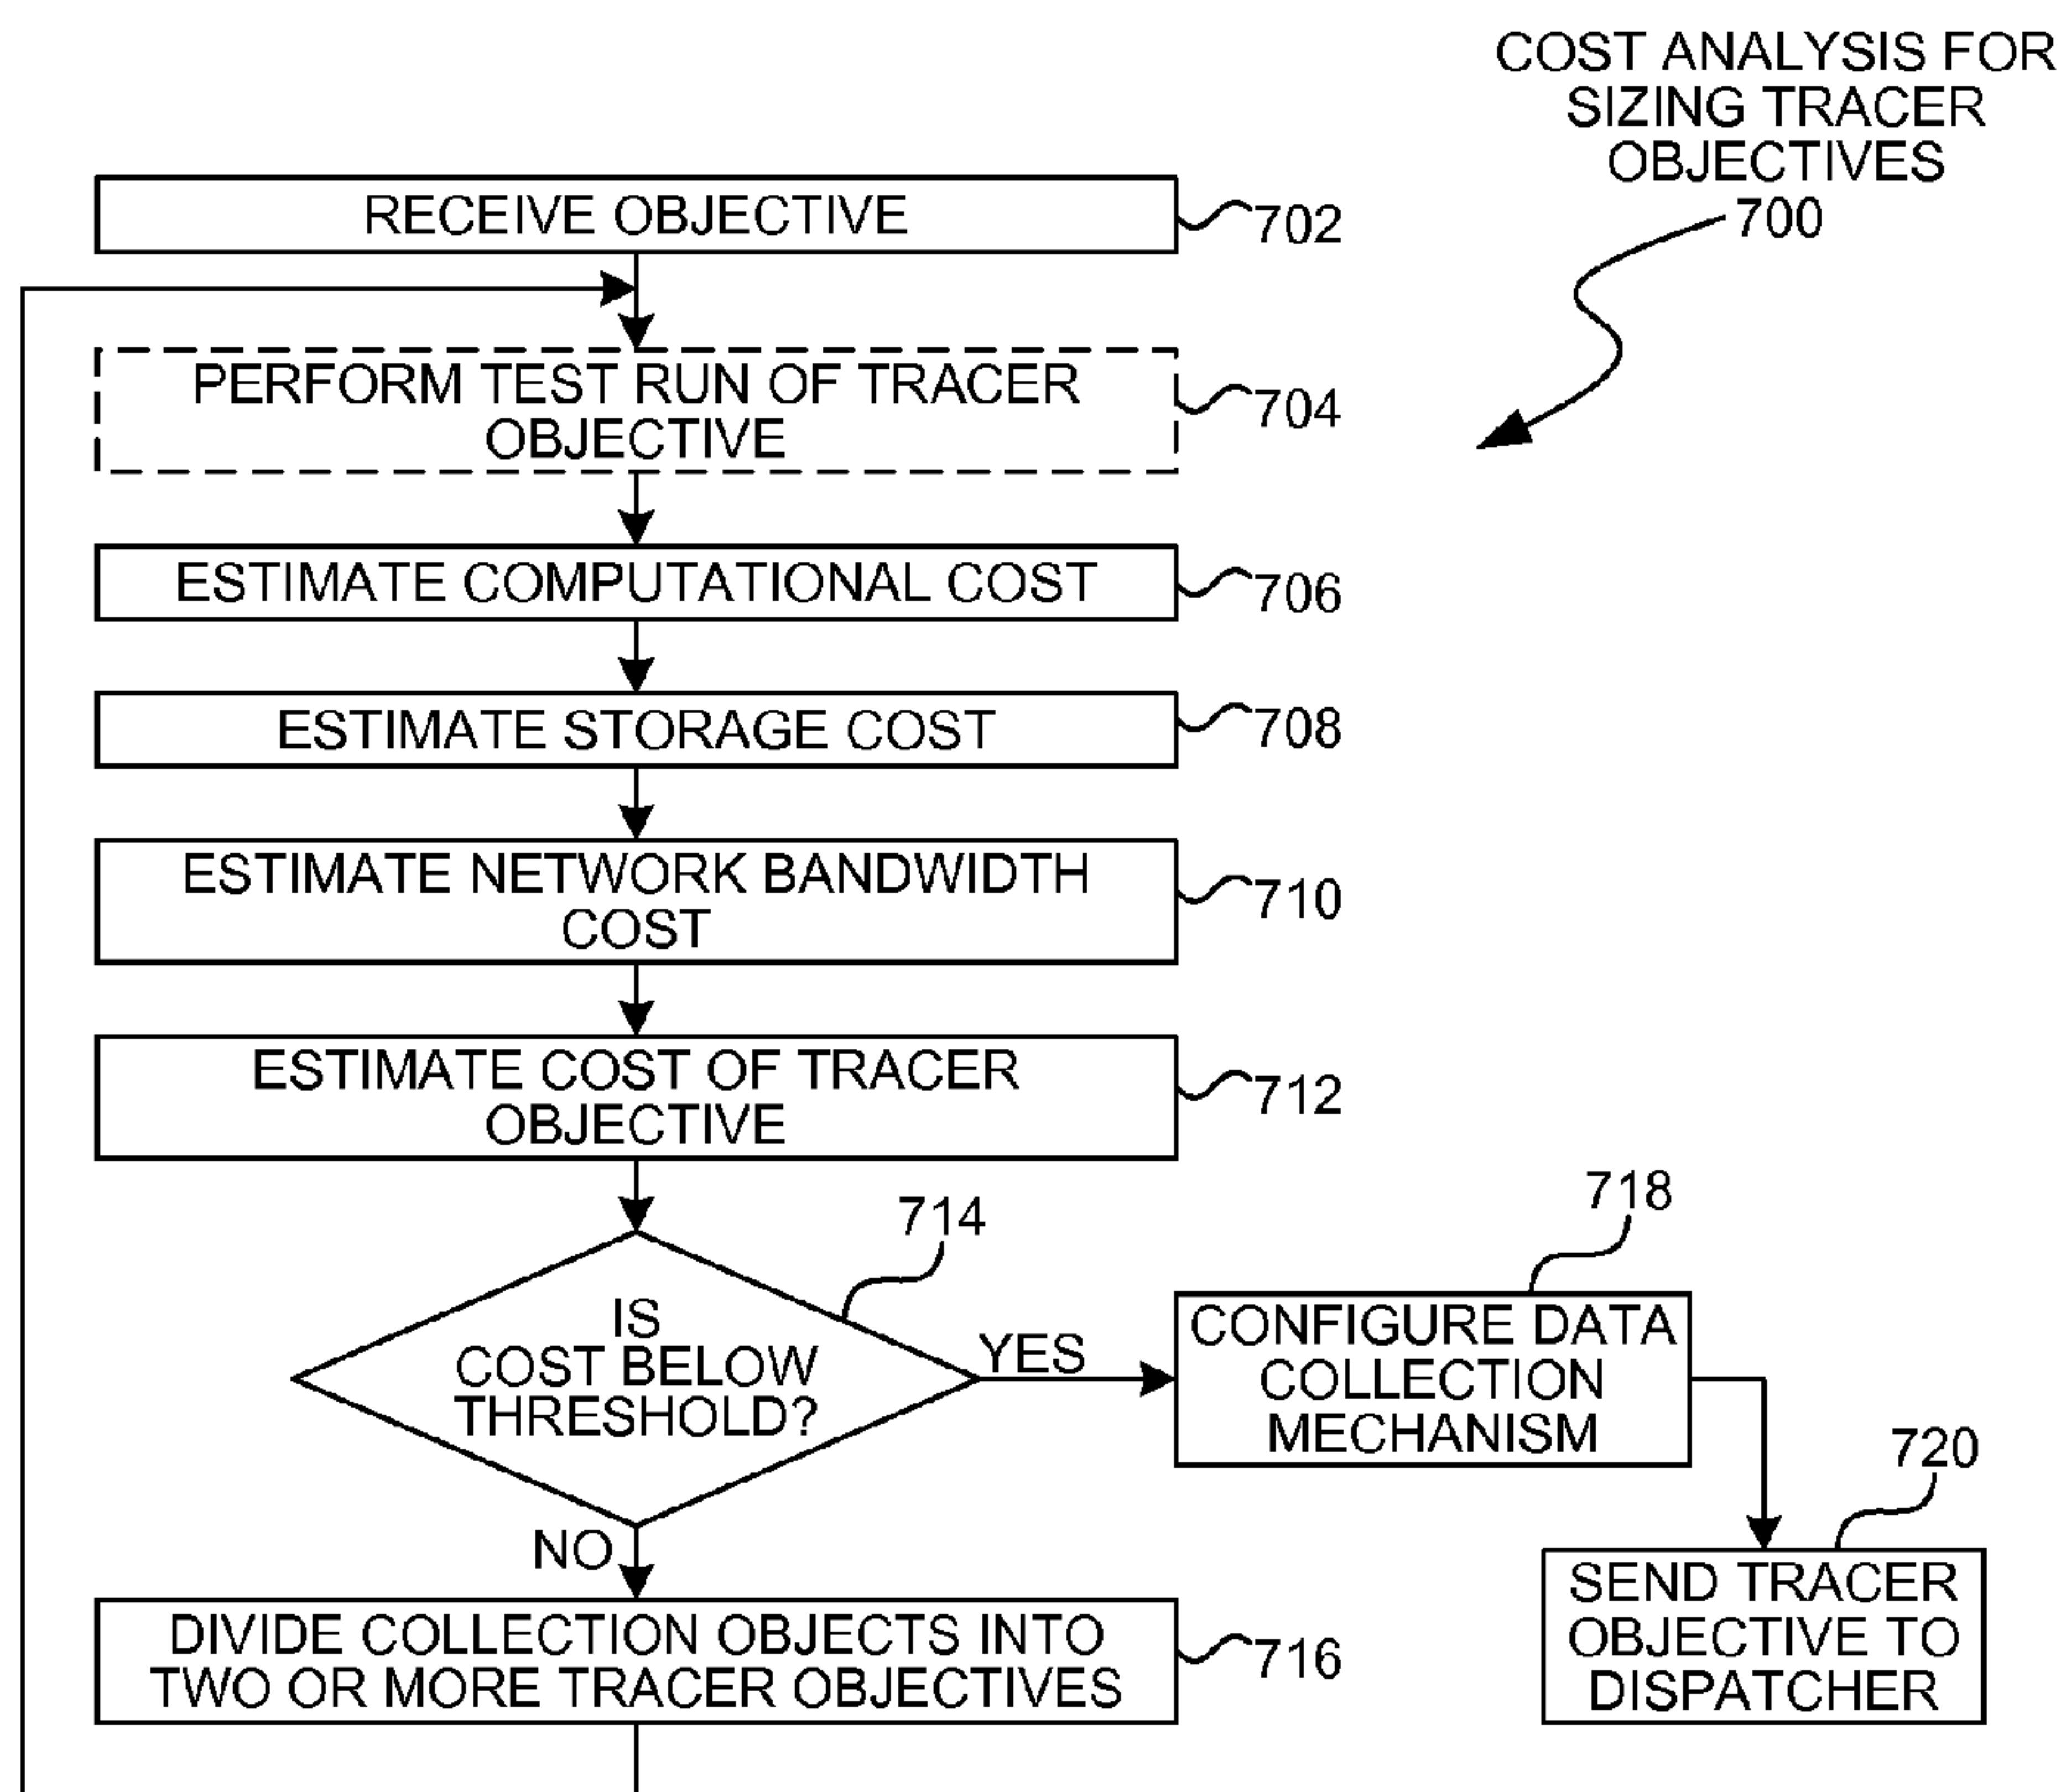 COST ANALYSIS FOR
SIZING TRACER
OBJECTIVES
700
RECEIVE OBJECTIVE
702
PERFORM TEST RUN OF TRACER
OBJECTIVE
704
ESTIMATE COMPUTATIONAL COST
706
ESTIMATE STORAGE COST
708
ESTIMATE NETWORK BANDWIDTH
COST
710
ESTIMATE COST OF TRACER
OBJECTIVE
712
714
IS
COST BELOW
THRESHOLD?
YES
NO
718
CONFIGURE DATA
COLLECTION
MECHANISM
720
SEND TRACER
OBJECTIVE TO
DISPATCHER
DIVIDE COLLECTION OBJECTS INTO
TWO OR MORE TRACER OBJECTIVES
716